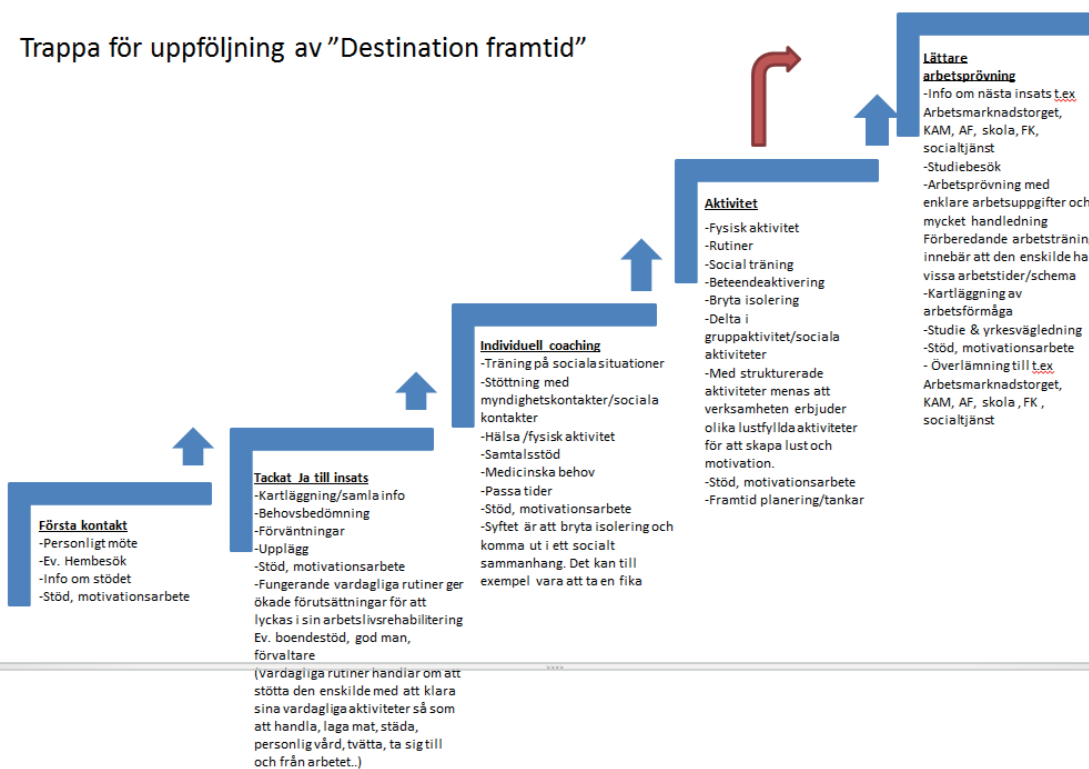 Trappa för uppföljning av ”Destination framtid”
Första kontakt
-Personligt möte
-Ev. Hembesök
-Info om stödet
-Stöd, motivationsarbete
Tackat Ja till insats
-Kartläggning/samla info
-Behovsbedömning
-Förväntningar
-Upplägg
-Stöd, motivationsarbete
-Fungerande vardagliga rutiner ger
ökade förutsättningar för att
lyckas i sin arbetslivsrehabilitering
Ev. boendestöd, god man,
förvaltare
(vardagliga rutiner handlar om att
stötta den enskilde med att klara
sina vardagliga aktiviteter så som
att handla, laga mat, städa,
personlig vård, tvätta, ta sig till
och från arbetet..)
Individuell coaching
-Träning på sociala situationer
-Stöttning med
myndighetskontakter/sociala
kontakter
-Hälsa /fysisk aktivitet
-Samtalsstöd
-Medicinska behov
-Passa tider
-Stöd, motivationsarbete
-Syftet är att bryta isolering och
komma ut i ett socialt
sammanhang. Det kan till
exempel vara att ta en fika
Aktivitet
-Fysisk aktivitet
-Rutiner
-Social träning
-Beteendeaktivering
-Bryta isolering
-Delta i
gruppaktivitet/sociala
aktiviteter
-Med strukturerade
aktiviteter menas att
verksamheten erbjuder
olika lustfyllda aktiviteter
för att skapa lust och
motivation.
-Stöd, motivationsarbete
-Framtid planering/tankar
Lättare
arbetsprövning
-Info om nästa insats t.ex
Arbetsmarknadstorget,
KAM, AF, skola, FK,
socialtjänst
-Studiebesök
-Arbetsprövning med
enklare arbetsuppgifter och
mycket handledning
Förberedande arbetstränin
innebär att den enskilde ha
vissa arbetstider/schema
-Kartläggning av
arbetsförmåga
-Studie & yrkesvägledning
-Stöd, motivationsarbete
- Överlämning till t.ex
Arbetsmarknadstorget,
KAM, AF, skola , FK ,
socialtjänst